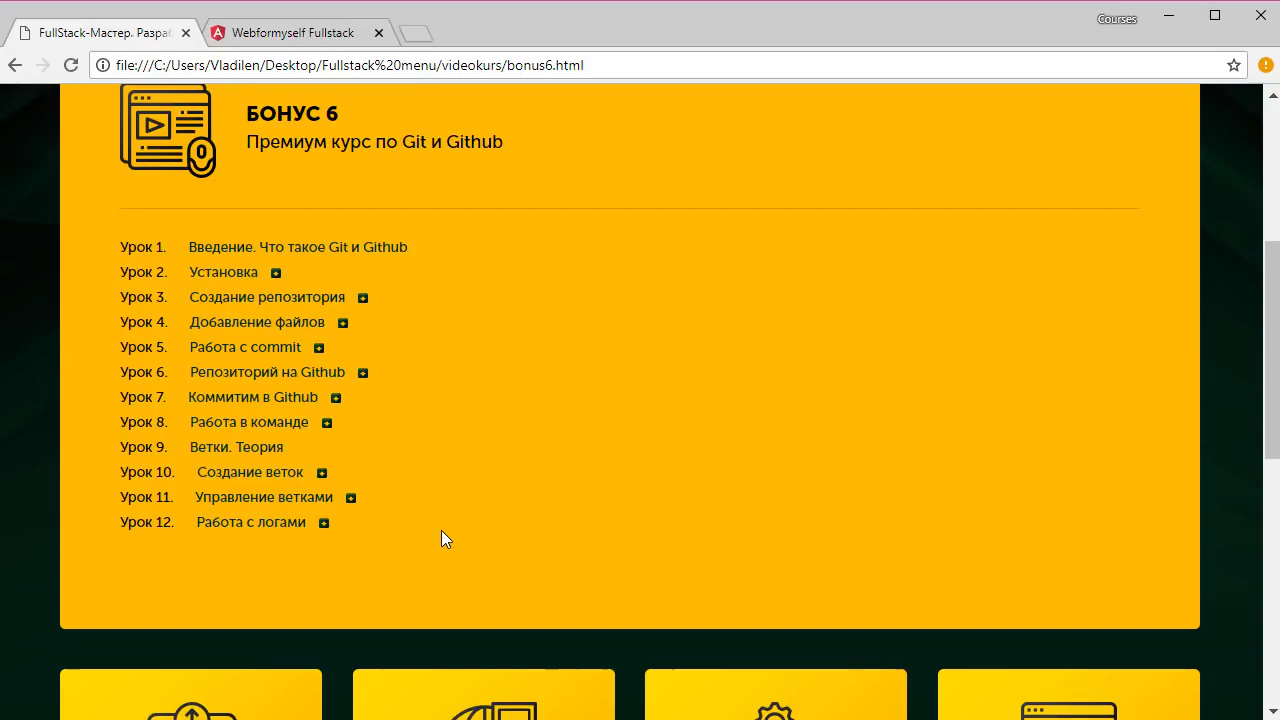 Courses
FullStack-Мастер. Разраб
Webformyself Fullstack
file:///C:/Users/Vladilen/Desktop/Fullstack%20menu/videokurs/bonus6.html
БОНУС 6
Премиум курс по Git и Github
Урок 1. Введение. Что такое Git и Github
Урок 2. Установка
Урок 3. Создание репозитория
Урок 4. Добавление файлов
Урок 5. Работа с commit
Урок 6. Репозиторий на Github
Урок 7. Коммитим в Github
Урок 8. Работа в команде
Урок 9. Ветки. Теория
Урок 10. Создание веток
Урок 11. Управление ветками
Урок 12. Работа с логами